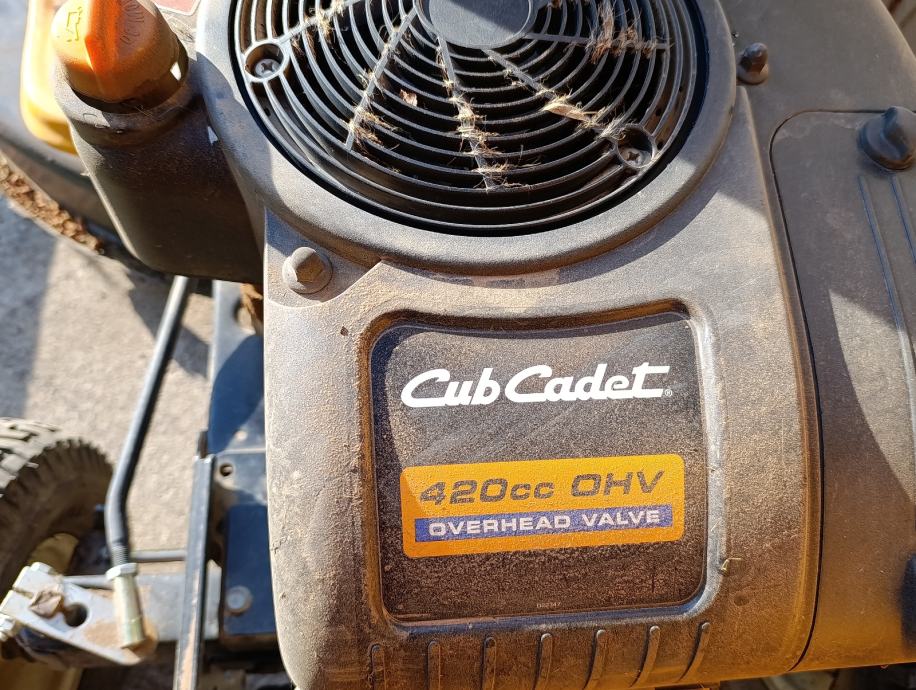 Cub Cadet®
420cc OHV
OVERHEAD VALVE